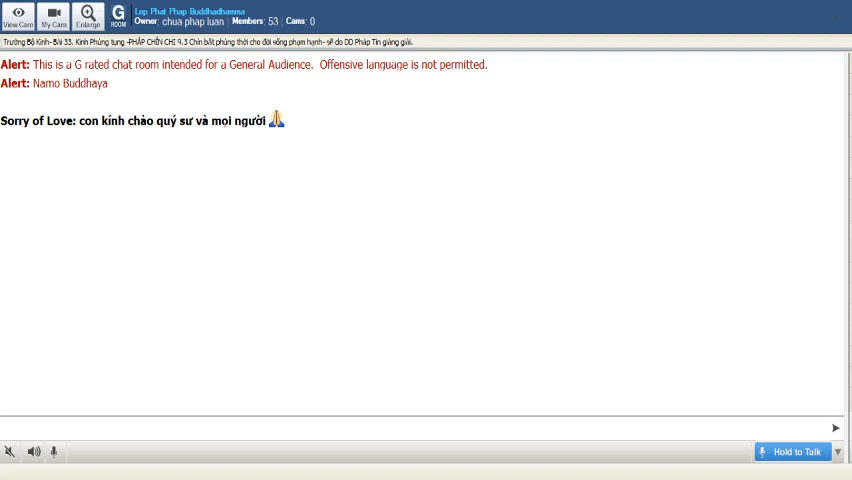 View Cam
My Cam
Enlarge
G
ROOM
Lop Phat Phap Buddhadhamma
Owner: chua phap luan Members: 53 Cams: 0
Trường Bộ Kinh- Bài 33. Kinh Phúng tụng -PHÁP CHÍN CHI 9.3 Chín bất phùng thời cho đời sống phạm hạnh- sẽ do DD Pháp Tín giảng giải.
Alert: This is a G rated chat room intended for a General Audience. Offensive language is not permitted.
Alert: Namo Buddhaya
Sorry of Love: con kính chào quý sư và mọi người
Hold to Talk